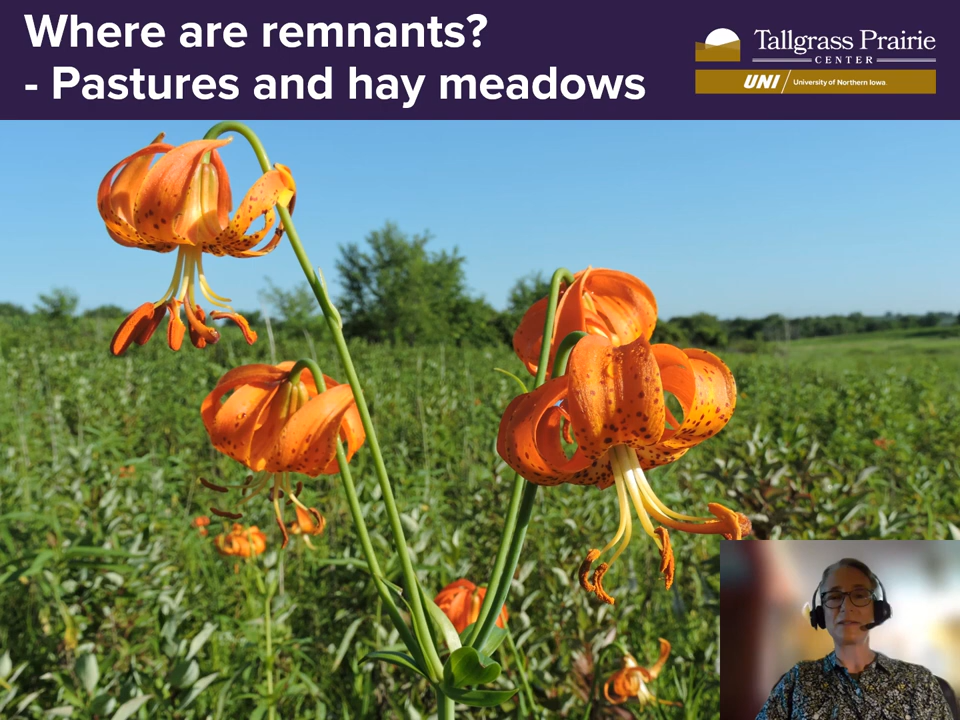 Where are remnants?
- Pastures and hay meadows
Tallgrass Prairie
CENTER
UNI University of Northern Iowa